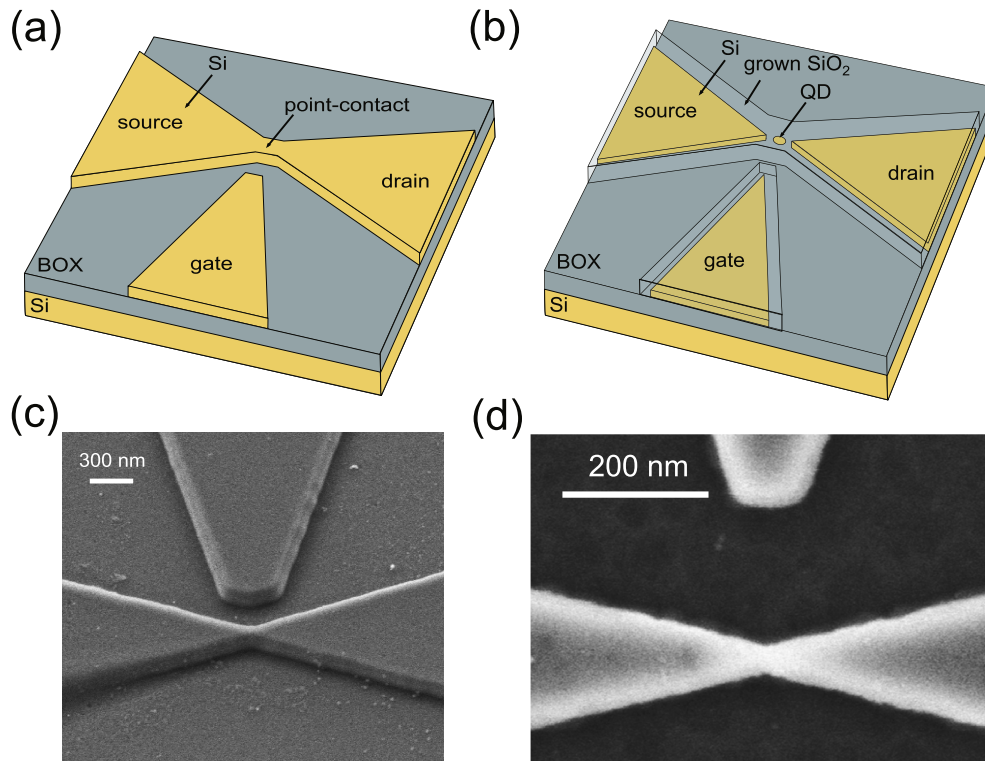 (a)
Si
point-contact
source
drain
gate
BOX
Si
(b)
Si
grown SiO₂
QD
source
drain
gate
BOX
Si
(c)
300 nm
(d)
200 nm